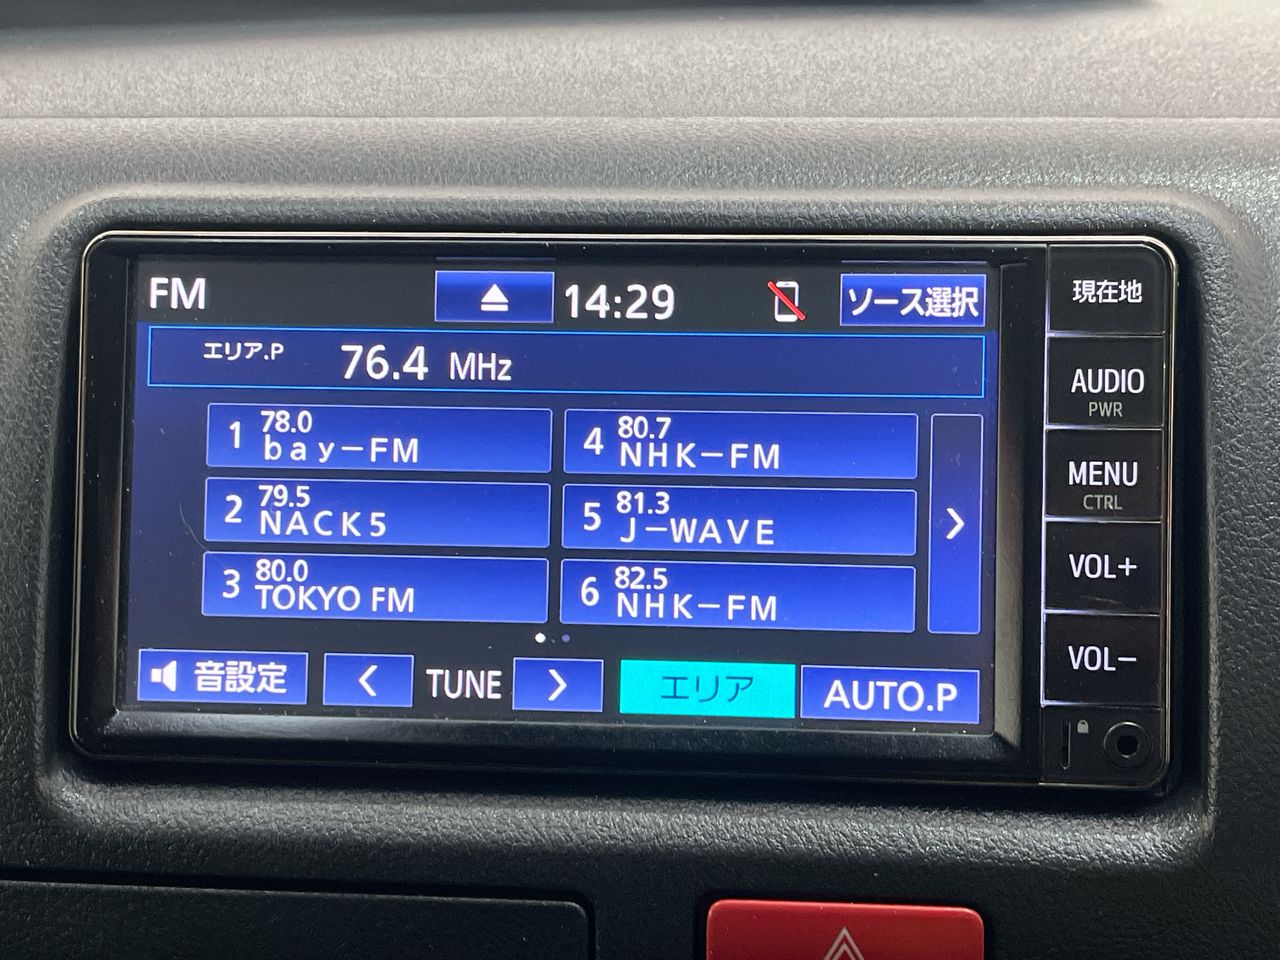 FM
14:29
ソース選択
エリア.P 76.4 MHz
1 78.0
bay-FM
2 79.5
NACK5
3 80.0
TOKYO FM
4 80.7
NHK-FM
5 81.3
J-WAVE
6 82.5
NHK-FM
音設定
TUNE
エリア
AUTO.P
現在地
AUDIO
PWR
MENU
CTRL
VOL+
VOL-